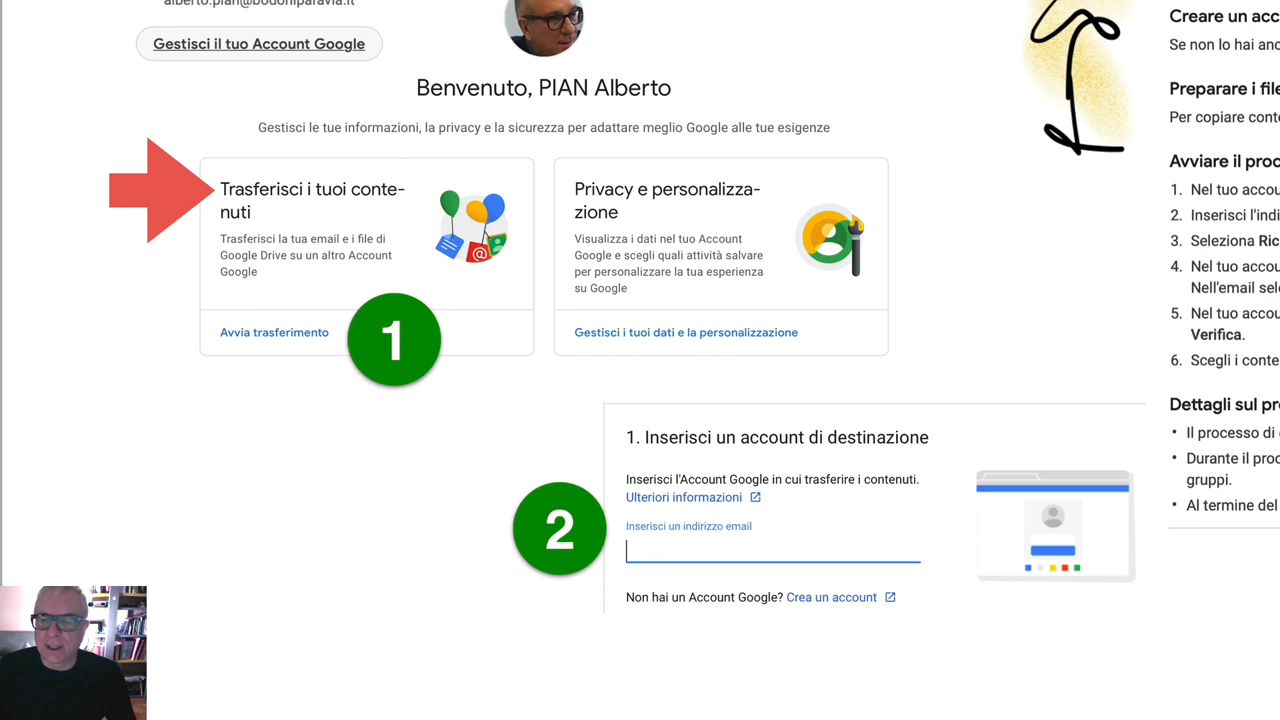 alberto.pian@bodoniparavia.it
Gestisci il tuo Account Google
Benvenuto, PIAN Alberto
Gestisci le tue informazioni, la privacy e la sicurezza per adattare meglio Google alle tue esigenze
Trasferisci i tuoi conte-
nuti
Trasferisci la tua email e i file di
Google Drive su un altro Account
Google
Avvia trasferimento
1
Privacy e personalizza-
zione
Visualizza i dati nel tuo Account
Google e scegli quali attività salvare
per personalizzare la tua esperienza
su Google
Gestisci i tuoi dati e la personalizzazione
2
1. Inserisci un account di destinazione
Inserisci l'Account Google in cui trasferire i contenuti.
Ulteriori informazioni
Inserisci un indirizzo email
Non hai un Account Google? Crea un account
Creare un acc
Se non lo hai anc
Preparare i file
Per copiare conte
Avviare il proc
1. Nel tuo accou
2. Inserisci l'indi
3. Seleziona Ric
4. Nel tuo accou
Nell'email sele
5. Nel tuo accou
Verifica.
6. Scegli i conte
Dettagli sul pro
• Il processo di
• Durante il proc
gruppi.
• Al termine del